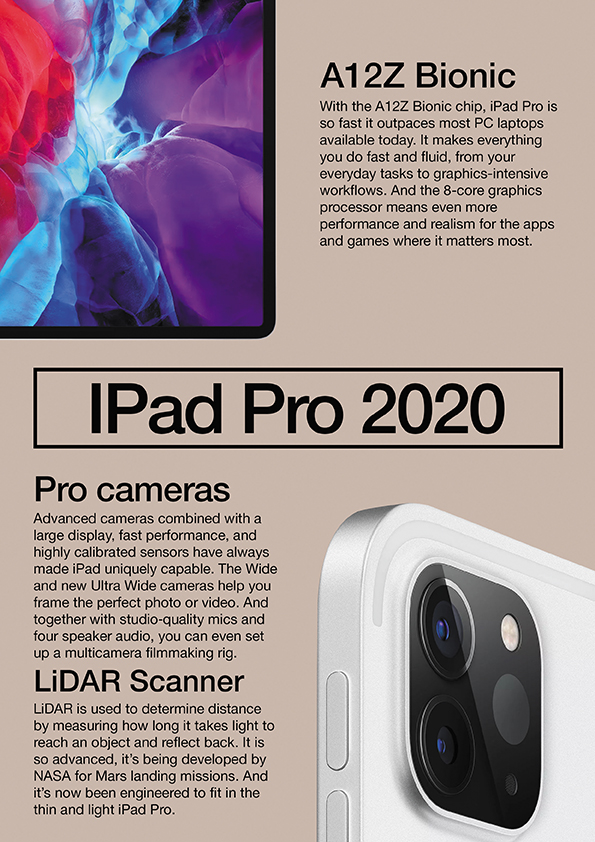 A12Z Bionic
With the A12Z Bionic chip, iPad Pro is
so fast it outpaces most PC laptops
available today. It makes everything
you do fast and fluid, from your
everyday tasks to graphics-intensive
workflows. And the 8-core graphics
processor means even more
performance and realism for the apps
and games where it matters most.
IPad Pro 2020
Pro cameras
Advanced cameras combined with a
large display, fast performance, and
highly calibrated sensors have always
made iPad uniquely capable. The Wide
and new Ultra Wide cameras help you
frame the perfect photo or video. And
together with studio-quality mics and
four speaker audio, you can even set
up a multicamera filmmaking rig.
LiDAR Scanner
LiDAR is used to determine distance
by measuring how long it takes light to
reach an object and reflect back. It is
so advanced, it’s being developed by
NASA for Mars landing missions. And
it’s now been engineered to fit in the
thin and light iPad Pro.